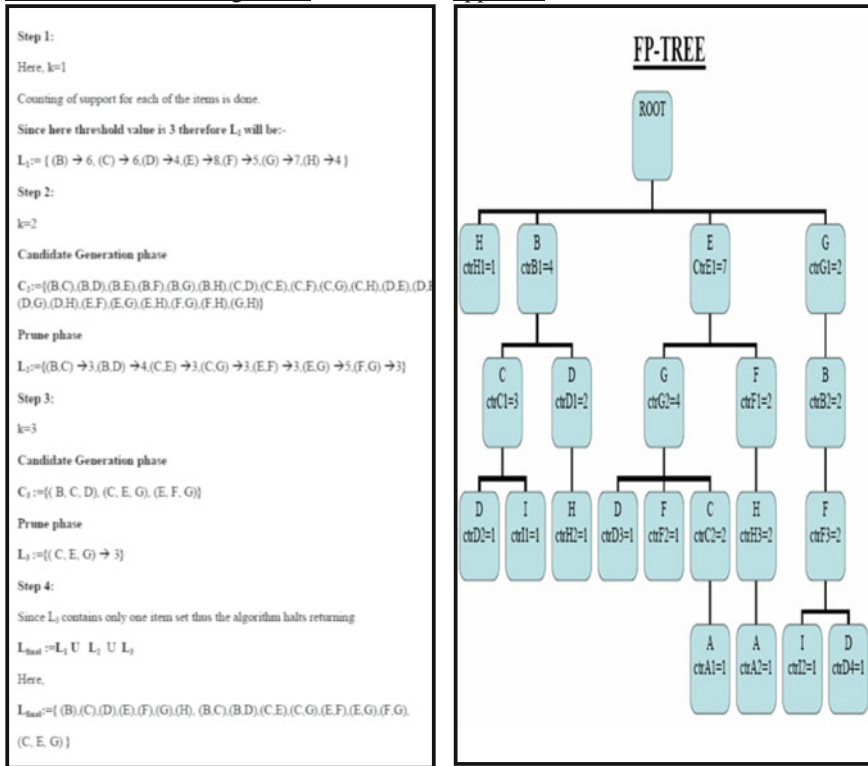 Step 1:
Here, k=1
Counting of support for each of the items is done.
Since here threshold value is 3 therefore L1 will be:-
L1:= { (B) → 6, (C) → 6,(D) →4,(E) →8,(F) →5,(G) →7,(H) →4 }
Step 2:
k=2
Candidate Generation phase
C2:={(B,C),(B,D),(B,E),(B,F),(B,G),(B,H),(C,D),(C,E),(C,F),(C,G),(C,H),(D,E),(D,F
(D,G),(D,H),(E,F),(E,G),(E,H),(F,G),(F,H),(G,H)}
Prune phase
L2:={(B,C) →3,(B,D) →4,(C,E) →3,(C,G) →3,(E,F) →3,(E,G) →5,(F,G) →3}
Step 3:
k=3
Candidate Generation phase
C3 :={( B, C, D), (C, E, G), (E, F, G)}
Prune phase
L3 :={( C, E, G) → 3}
Step 4:
Since L3 contains only one item set thus the algorithm halts returning
Lfinal :=L1 U L2 U L3
Here,
Lfinal:={ (B),(C),(D),(E),(F),(G),(H), (B,C),(B,D),(C,E),(C,G),(E,F),(E,G),(F,G),
(C, E, G) }
FP-TREE
ROOT
H B E G
ctrH1=1 ctrB1=4 CtrE1=7 ctrG1=2
C D G F B
ctrC1=3 ctrD1=2 ctrG2=4 ctrF1=2 ctrB2=2
D I H D F C H F
ctrD2=1 ctrI1=1 ctrH2=1 ctrD3=1 ctrF2=1 ctrC2=2 ctrH3=2 ctrF3=2
A A I D
ctrA1=1 ctrA2=1 ctrI2=1 ctrD4=1